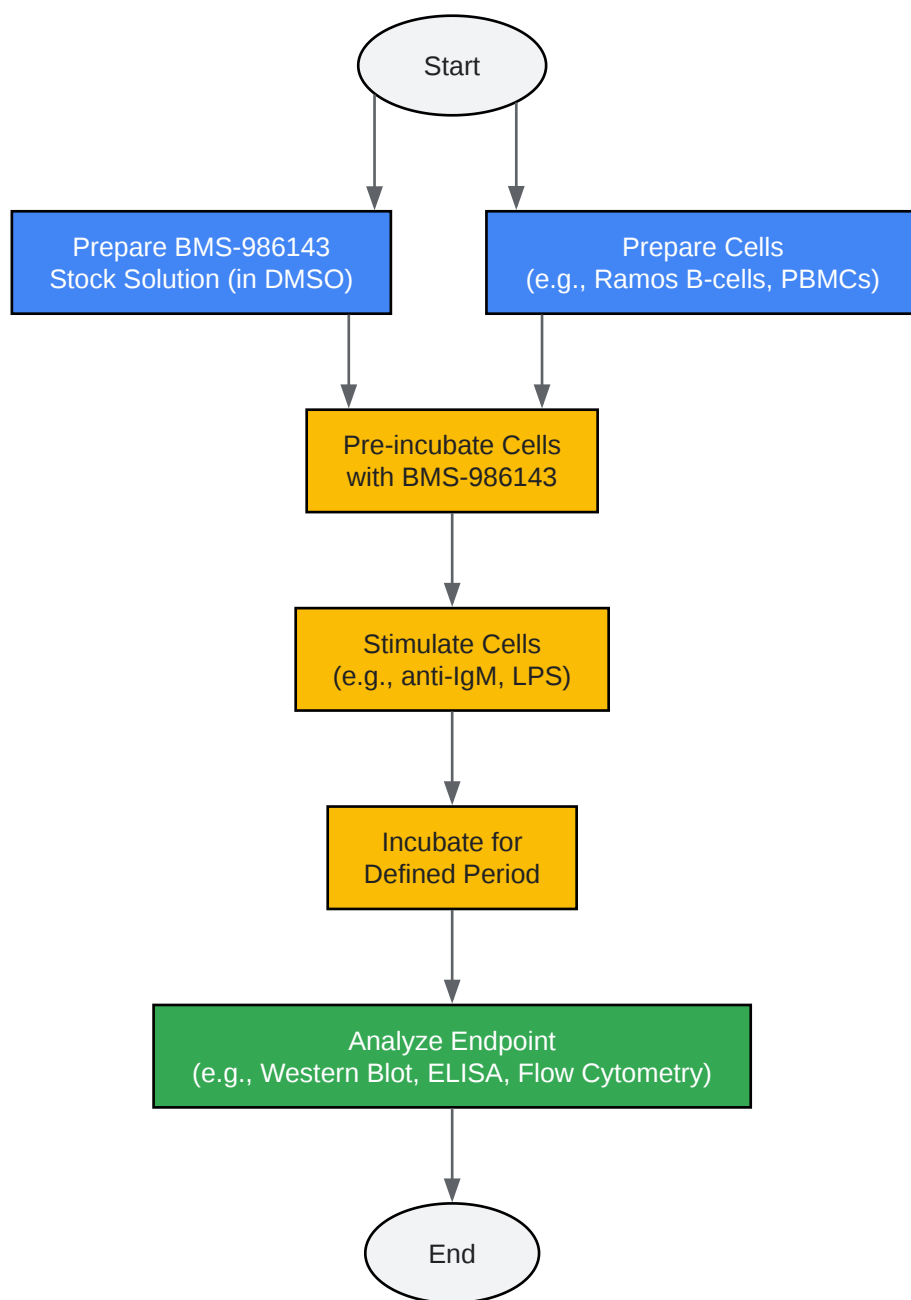 Start
Prepare BMS-986143
Stock Solution (in DMSO)
Prepare Cells
(e.g., Ramos B-cells, PBMCs)
Pre-incubate Cells
with BMS-986143
Stimulate Cells
(e.g., anti-IgM, LPS)
Incubate for
Defined Period
Analyze Endpoint
(e.g., Western Blot, ELISA, Flow Cytometry)
End